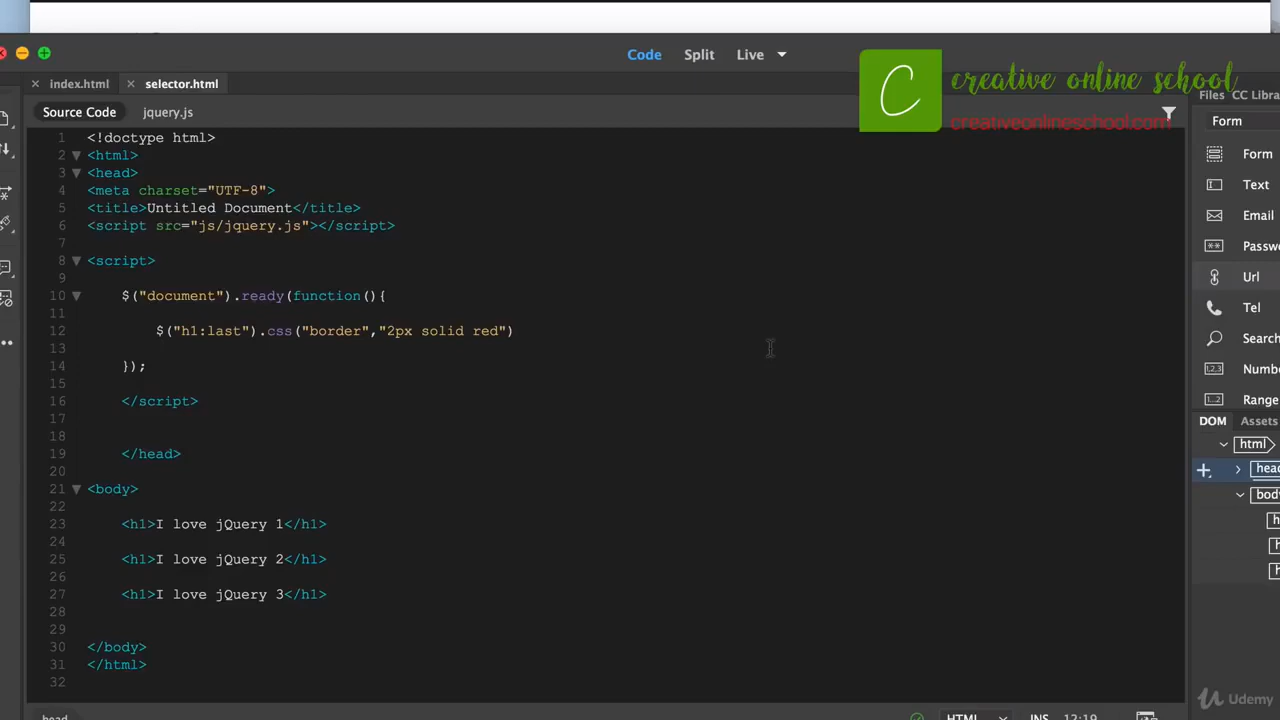 Code Split Live
creative online school
creativeonlineschool.com
index.html selector.html
Files CC Libra
Source Code jquery.js
Form
1 <!doctype html>
2 <html>
3 <head>
4 <meta charset="UTF-8">
5 <title>Untitled Document</title>
6 <script src="js/jquery.js"></script>
7
8 <script>
9
10 $("document").ready(function(){
11
12 $("h1:last").css("border","2px solid red")
13
14 });
15
16 </script>
17
18
19 </head>
20
21 <body>
22
23 <h1>I love jQuery 1</h1>
24
25 <h1>I love jQuery 2</h1>
26
27 <h1>I love jQuery 3</h1>
28
29
30 </body>
31 </html>
32
Form
Text
Email
Passw
Url
Tel
Search
Numb
Range
DOM Assets
html
head
body
h
h
h
head
HTML INS 12:19
Udemy